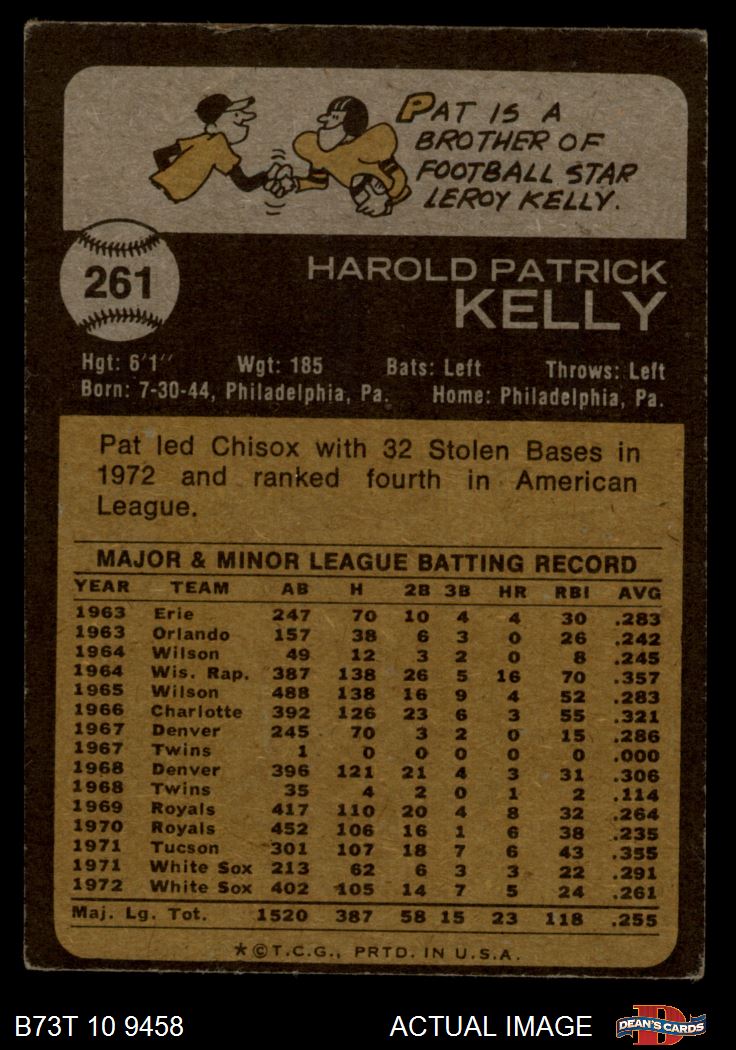 PAT IS A
BROTHER OF
FOOTBALL STAR
LEROY KELLY.
261
HAROLD PATRICK
KELLY
Hgt: 6'1'' Wgt: 185 Bats: Left Throws: Left
Born: 7-30-44, Philadelphia, Pa. Home: Philadelphia, Pa.
Pat led Chisox with 32 Stolen Bases in
1972 and ranked fourth in American
League.
MAJOR & MINOR LEAGUE BATTING RECORD
YEAR TEAM AB H 2B 3B HR RBI AVG
1963 Erie 247 70 10 4 4 30 .283
1963 Orlando 157 38 6 3 0 26 .242
1964 Wilson 49 12 3 2 0 8 .245
1964 Wis. Rap. 387 138 26 5 16 70 .357
1965 Wilson 488 138 16 9 4 52 .283
1966 Charlotte 392 126 23 6 3 55 .321
1967 Denver 245 70 3 2 0 15 .286
1967 Twins 1 0 0 0 0 0 .000
1968 Denver 396 121 21 4 3 31 .306
1968 Twins 35 4 2 0 1 2 .114
1969 Royals 417 110 20 4 8 32 .264
1970 Royals 452 106 16 1 6 38 .235
1971 Tucson 301 107 18 7 6 43 .355
1971 White Sox 213 62 6 3 3 22 .291
1972 White Sox 402 105 14 7 5 24 .261
Maj. Lg. Tot. 1520 387 58 15 23 118 .255
*©T.C.G., PRTD. IN U.S.A.
B73T 10 9458 ACTUAL IMAGE
D
DEAN'S CARDS